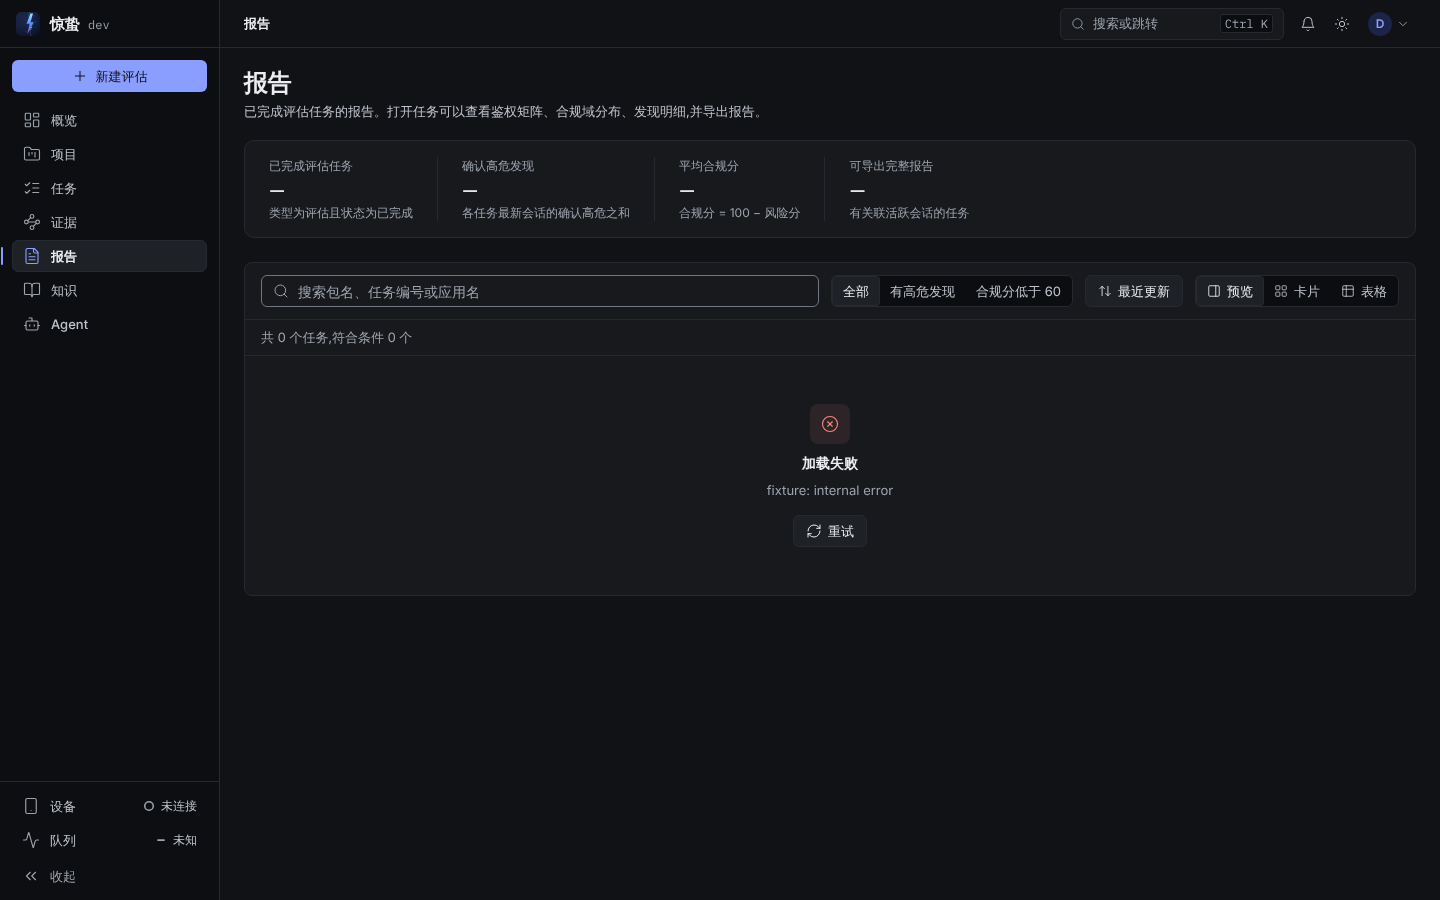 惊蛰 dev
报告
搜索或跳转 Ctrl K
D
新建评估
概览
项目
任务
证据
报告
知识
Agent
设备 未连接
队列 未知
收起
报告
已完成评估任务的报告。打开任务可以查看鉴权矩阵、合规域分布、发现明细,并导出报告。
已完成评估任务
—
类型为评估且状态为已完成
确认高危发现
—
各任务最新会话的确认高危之和
平均合规分
—
合规分 = 100 − 风险分
可导出完整报告
—
有关联活跃会话的任务
搜索包名、任务编号或应用名
全部 有高危发现 合规分低于 60
最近更新
预览 卡片 表格
共 0 个任务,符合条件 0 个
加载失败
fixture: internal error
重试